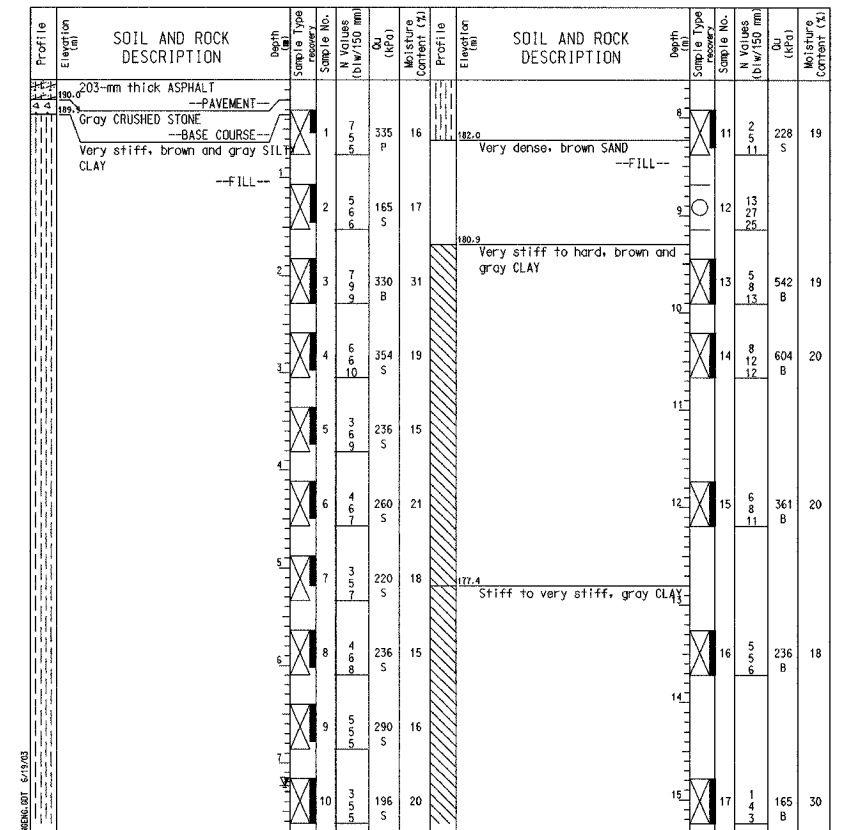 Profile
Elevation (m)
SOIL AND ROCK DESCRIPTION
Depth (m)
Sample Type
recovery
Sample No.
N Values (blw/150 mm)
Qu (kPa)
Moisture Content (%)
203-mm thick ASPHALT
190.0
--PAVEMENT--
189.9
Gray CRUSHED STONE
--BASE COURSE--
Very stiff, brown and gray SILTY
CLAY
--FILL--
1
2
3
4
5
6
7
1 7 5 5 335 P 16
2 5 6 6 165 S 17
3 7 9 9 330 B 31
4 6 6 10 354 S 19
5 3 6 9 236 S 15
6 4 6 7 260 S 21
7 3 5 7 220 S 18
8 4 6 8 236 S 15
9 5 5 5 290 S 16
10 3 5 5 196 S 20
Profile
Elevation (m)
SOIL AND ROCK DESCRIPTION
Depth (m)
Sample Type
recovery
Sample No.
N Values (blw/150 mm)
Qu (kPa)
Moisture Content (%)
182.0
Very dense, brown SAND
--FILL--
180.9
Very stiff to hard, brown and
gray CLAY
177.4
Stiff to very stiff, gray CLAY
8
9
10
11
12
13
14
15
11 2 5 11 228 S 19
12 13 27 25
13 5 8 13 542 B 19
14 8 12 12 604 B 20
15 6 8 11 361 B 20
16 5 5 6 236 B 18
17 1 4 3 165 B 30
6/19/03